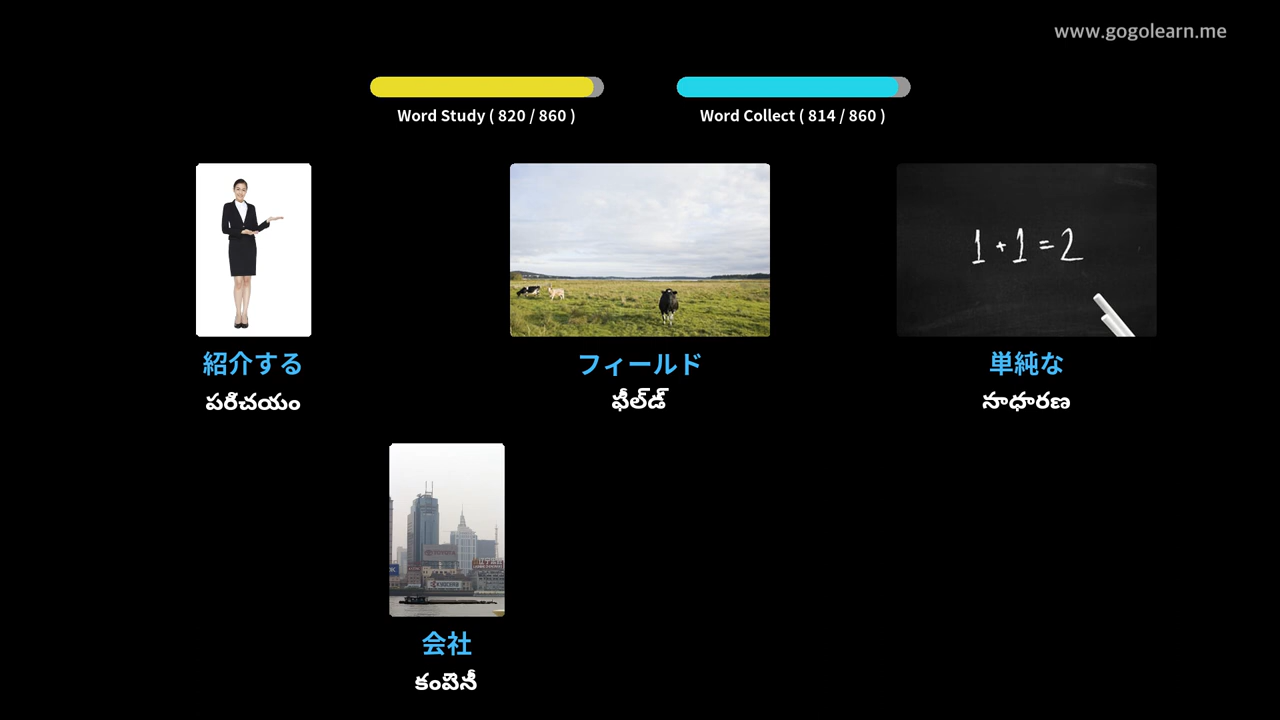 www.gogolearn.me
Word Study ( 820 / 860 )
Word Collect ( 814 / 860 )
1 + 1 = 2
紹介する
フィールド
単純な
పరిచయం
ఫీల్డ్
సాధారణ
TOYOTA
会社
కంపెనీ